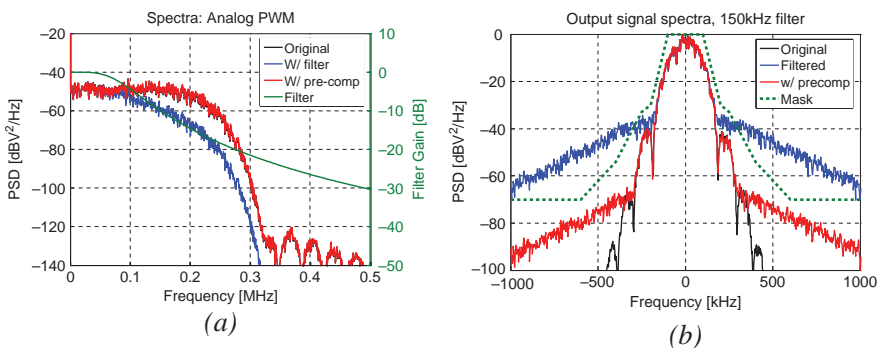 Spectra: Analog PWM
PSD [dBV²/Hz]
−20
−40
−60
−80
−100
−120
−140
Original
W/ filter
W/ pre-comp
Filter
10
0
−10
−20
−30
−40
−50
Filter Gain [dB]
0 0.1 0.2 0.3 0.4 0.5
Frequency [MHz]
(a)
Output signal spectra, 150kHz filter
PSD [dBV²/Hz]
0
−20
−40
−60
−80
−100
Original
Filtered
w/ precomp
Mask
−1000 −500 0 500 1000
Frequency [kHz]
(b)